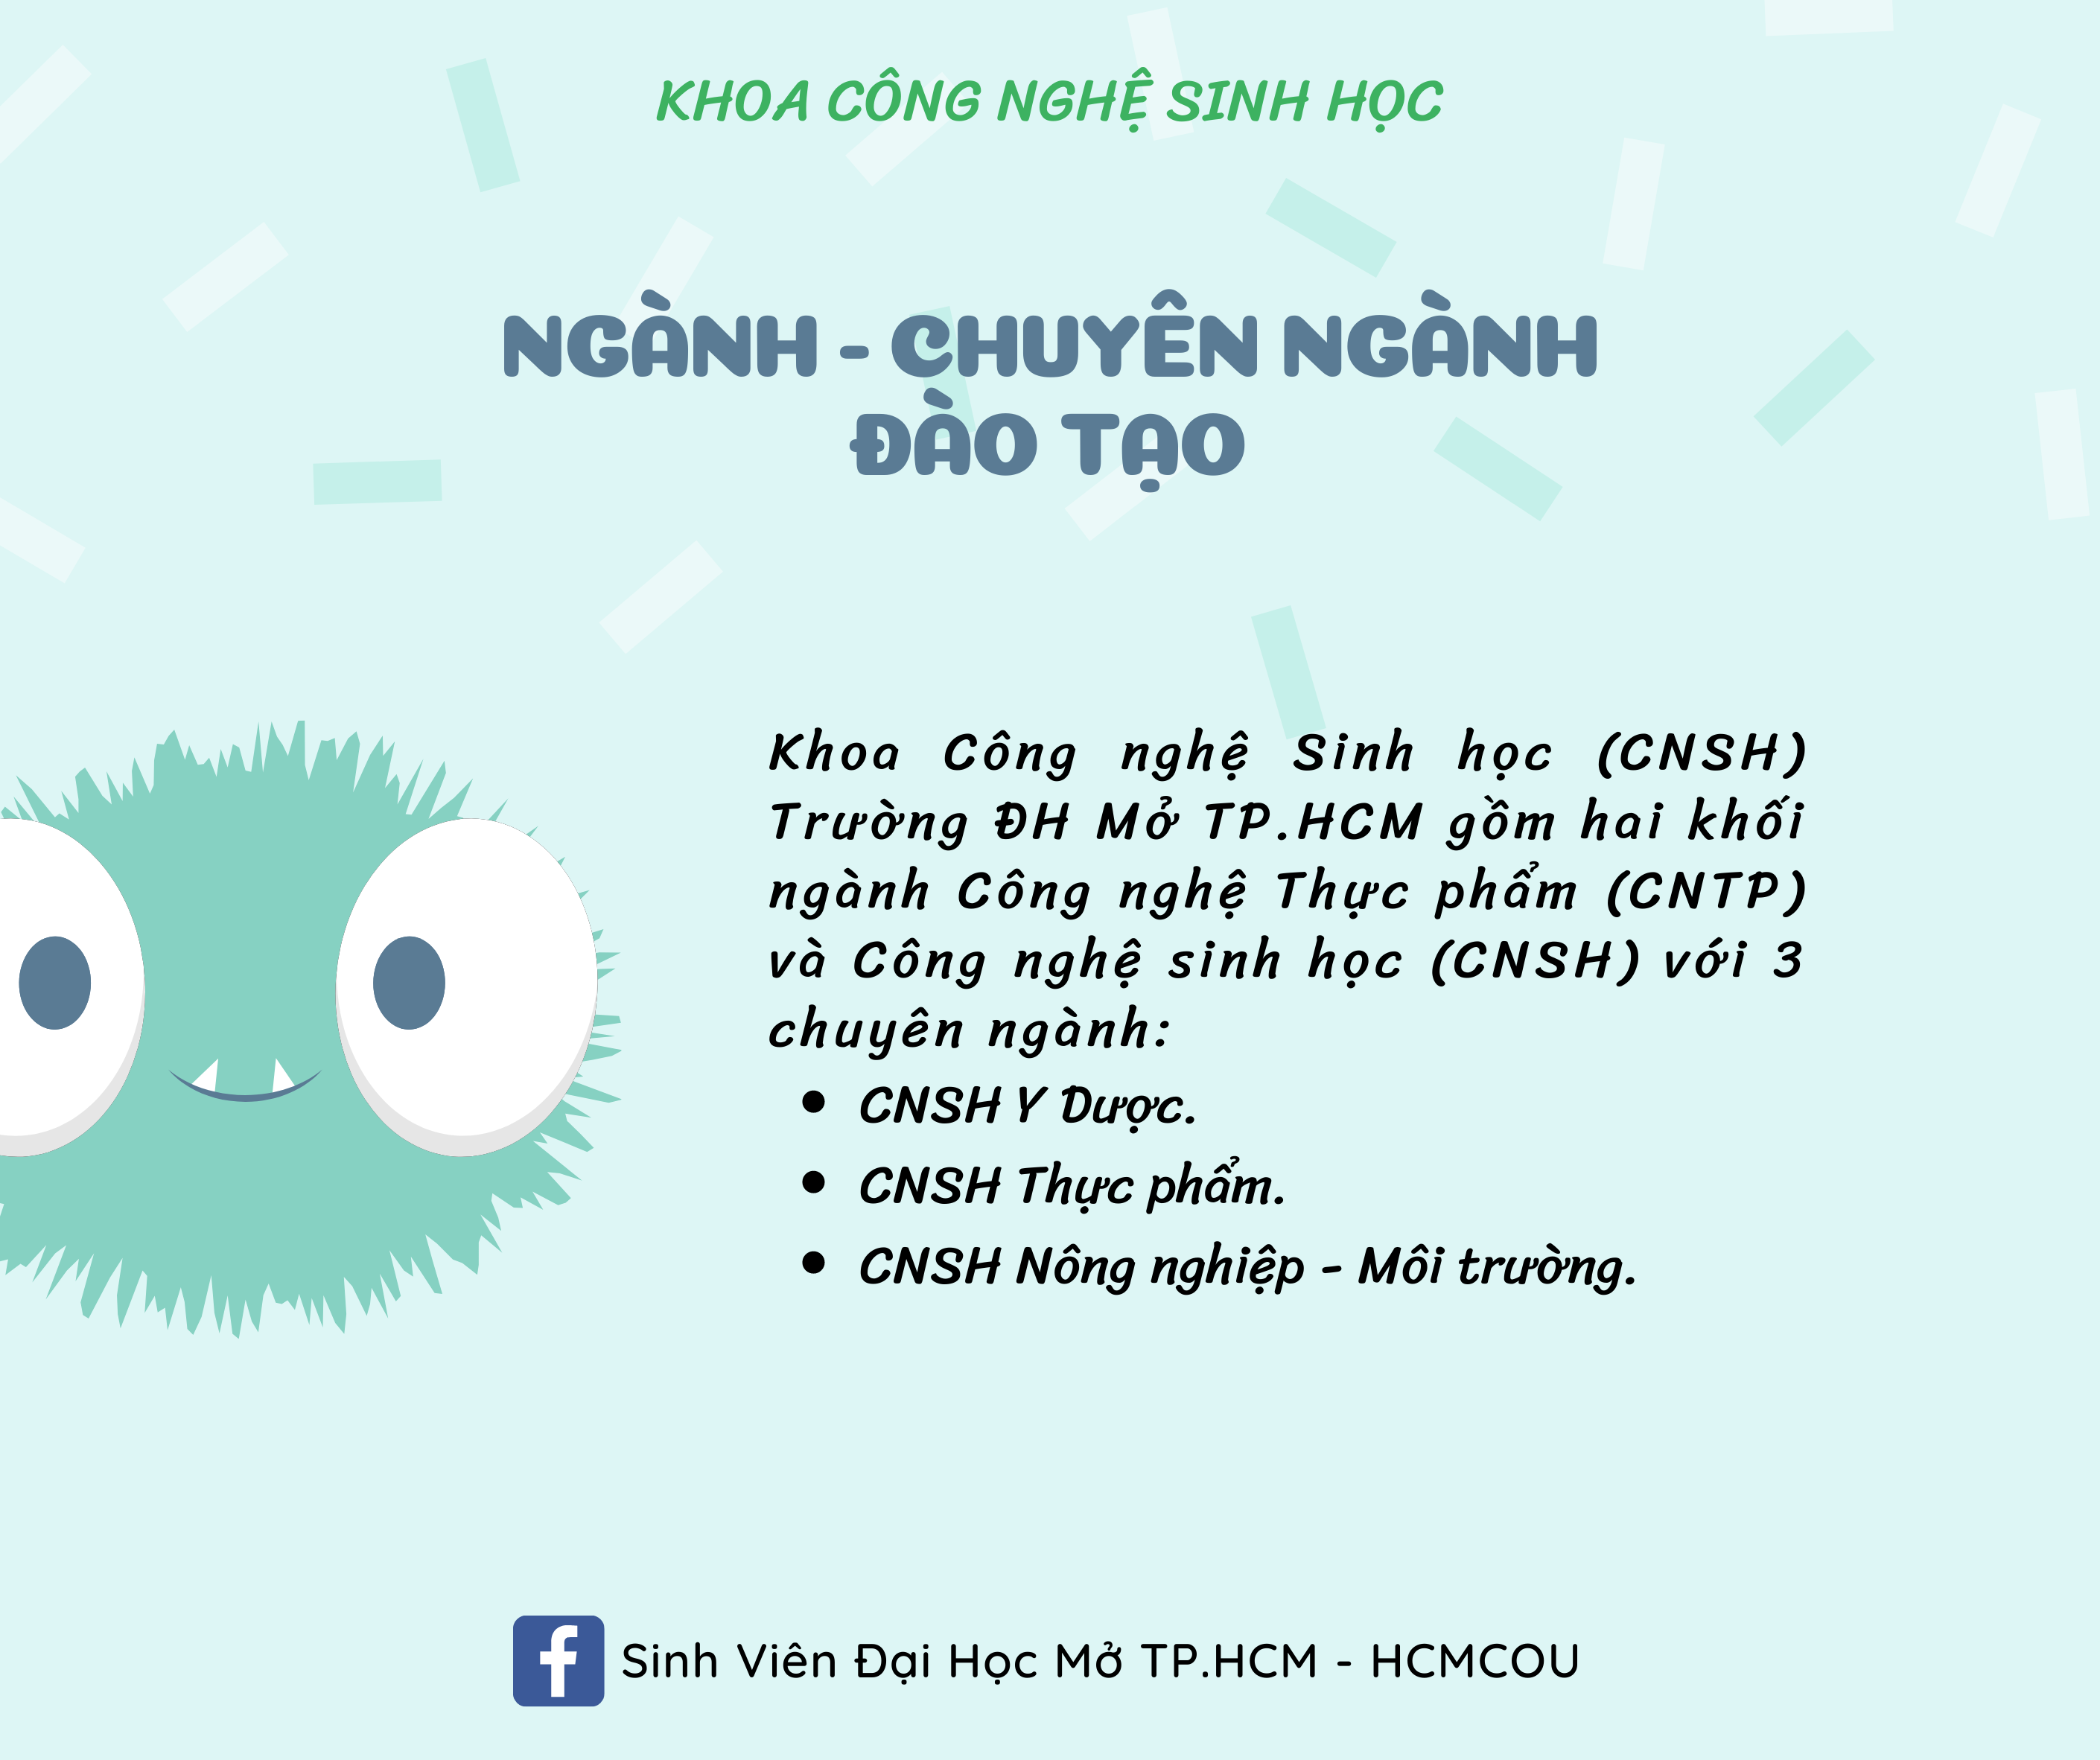 KHOA CÔNG NGHỆ SINH HỌC
NGÀNH - CHUYÊN NGÀNH
ĐÀO TẠO
Khoa Công nghệ Sinh học (CNSH)
Trường ĐH Mở TP.HCM gồm hai khối
ngành Công nghệ Thực phẩm (CNTP)
và Công nghệ sinh học (CNSH) với 3
chuyên ngành:
• CNSH Y Dược.
• CNSH Thực phẩm.
• CNSH Nông nghiệp - Môi trường.
Sinh Viên Đại Học Mở TP.HCM - HCMCOU